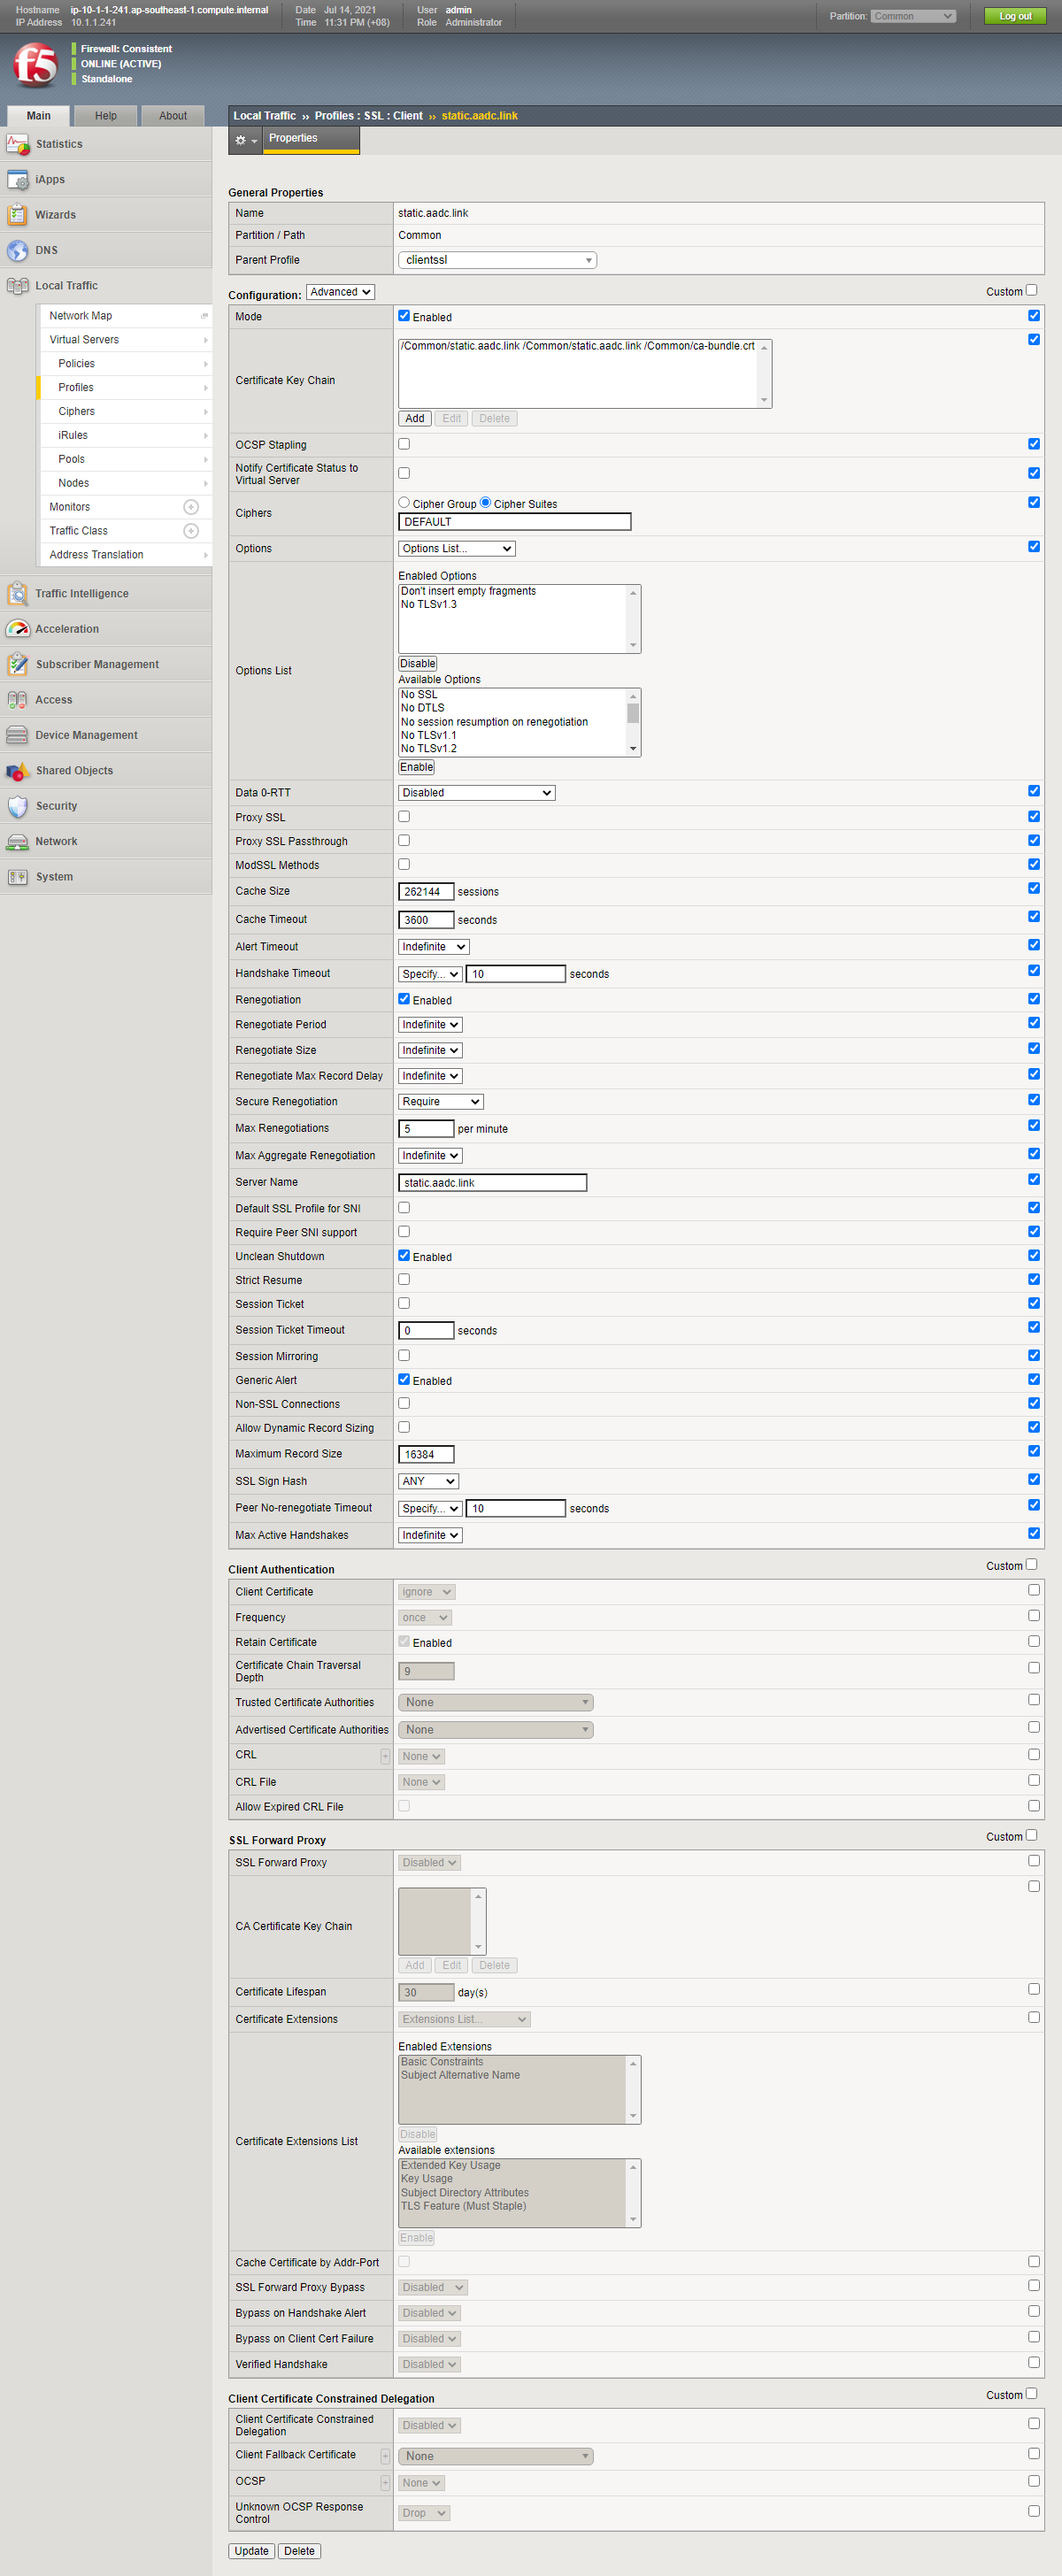 Hostname ip-10-1-1-241.ap-southeast-1.compute.internal Date Jul 14, 2021 User admin
IP Address 10.1.1.241 Time 11:31 PM (+08) Role Administrator
Partition: Common
Log out
f5
Firewall: Consistent
ONLINE (ACTIVE)
Standalone
Main Help About
Local Traffic ›› Profiles : SSL : Client ›› static.aadc.link
Properties
Statistics
iApps
Wizards
DNS
Local Traffic
Network Map
Virtual Servers
Policies
Profiles
Ciphers
iRules
Pools
Nodes
Monitors
Traffic Class
Address Translation
Traffic Intelligence
Acceleration
Subscriber Management
Access
Device Management
Shared Objects
Security
Network
System
General Properties
Name static.aadc.link
Partition / Path Common
Parent Profile clientssl
Configuration: Advanced Custom
Mode Enabled
Certificate Key Chain
/Common/static.aadc.link /Common/static.aadc.link /Common/ca-bundle.crt
Add Edit Delete
OCSP Stapling
Notify Certificate Status to
Virtual Server
Ciphers Cipher Group Cipher Suites
DEFAULT
Options Options List...
Options List
Enabled Options
Don't insert empty fragments
No TLSv1.3
Disable
Available Options
No SSL
No DTLS
No session resumption on renegotiation
No TLSv1.1
No TLSv1.2
Enable
Data 0-RTT Disabled
Proxy SSL
Proxy SSL Passthrough
ModSSL Methods
Cache Size 262144 sessions
Cache Timeout 3600 seconds
Alert Timeout Indefinite
Handshake Timeout Specify... 10 seconds
Renegotiation Enabled
Renegotiate Period Indefinite
Renegotiate Size Indefinite
Renegotiate Max Record Delay Indefinite
Secure Renegotiation Require
Max Renegotiations 5 per minute
Max Aggregate Renegotiation Indefinite
Server Name static.aadc.link
Default SSL Profile for SNI
Require Peer SNI support
Unclean Shutdown Enabled
Strict Resume
Session Ticket
Session Ticket Timeout 0 seconds
Session Mirroring
Generic Alert Enabled
Non-SSL Connections
Allow Dynamic Record Sizing
Maximum Record Size 16384
SSL Sign Hash ANY
Peer No-renegotiate Timeout Specify... 10 seconds
Max Active Handshakes Indefinite
Client Authentication Custom
Client Certificate ignore
Frequency once
Retain Certificate Enabled
Certificate Chain Traversal
Depth 9
Trusted Certificate Authorities None
Advertised Certificate Authorities None
CRL + None
CRL File None
Allow Expired CRL File
SSL Forward Proxy Custom
SSL Forward Proxy Disabled
CA Certificate Key Chain
Add Edit Delete
Certificate Lifespan 30 day(s)
Certificate Extensions Extensions List...
Certificate Extensions List
Enabled Extensions
Basic Constraints
Subject Alternative Name
Disable
Available extensions
Extended Key Usage
Key Usage
Subject Directory Attributes
TLS Feature (Must Staple)
Enable
Cache Certificate by Addr-Port
SSL Forward Proxy Bypass Disabled
Bypass on Handshake Alert Disabled
Bypass on Client Cert Failure Disabled
Verified Handshake Disabled
Client Certificate Constrained Delegation Custom
Client Certificate Constrained
Delegation Disabled
Client Fallback Certificate + None
OCSP + None
Unknown OCSP Response
Control Drop
Update Delete